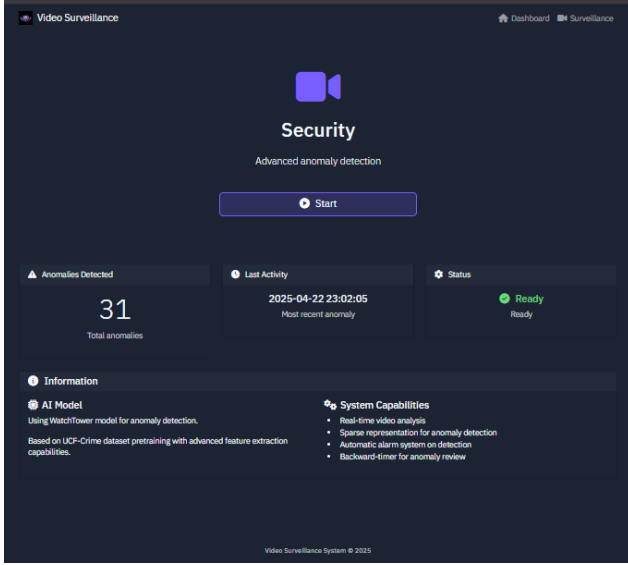 Video Surveillance
Dashboard Surveillance
Security
Advanced anomaly detection
Start
Anomalies Detected
31
Total anomalies
Last Activity
2025-04-22 23:02:05
Most recent anomaly
Status
Ready
Ready
Information
AI Model
Using WatchTower model for anomaly detection.
Based on UCF-Crime dataset pretraining with advanced feature extraction
capabilities.
System Capabilities
Real-time video analysis
Sparse representation for anomaly detection
Automatic alarm system on detection
Backward-timer for anomaly review
Video Surveillance System © 2025